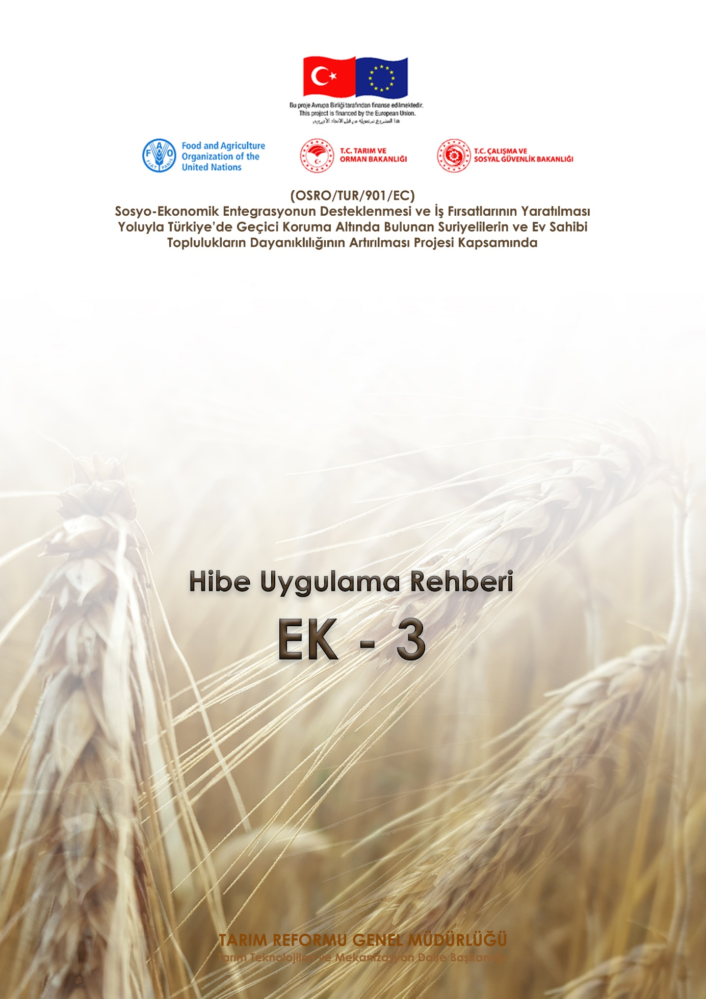 Bu proje Avrupa Birliği tarafından finanse edilmektedir.
This project is financed by the European Union.
هذا المشروع تم تمويله من قبل الاتحاد الأوروبي
FAO
FIAT PANIS
Food and Agriculture
Organization of the
United Nations
T.C. TARIM VE
ORMAN BAKANLIĞI
T.C. ÇALIŞMA VE
SOSYAL GÜVENLİK BAKANLIĞI
(OSRO/TUR/901/EC)
Sosyo-Ekonomik Entegrasyonun Desteklenmesi ve İş Fırsatlarının Yaratılması
Yoluyla Türkiye’de Geçici Koruma Altında Bulunan Suriyelilerin ve Ev Sahibi
Toplulukların Dayanıklılığının Artırılması Projesi Kapsamında
Hibe Uygulama Rehberi
EK - 3
TARIM REFORMU GENEL MÜDÜRLÜĞÜ
Tarım Teknolojileri ve Mekanizasyon Daire Başkanlığı